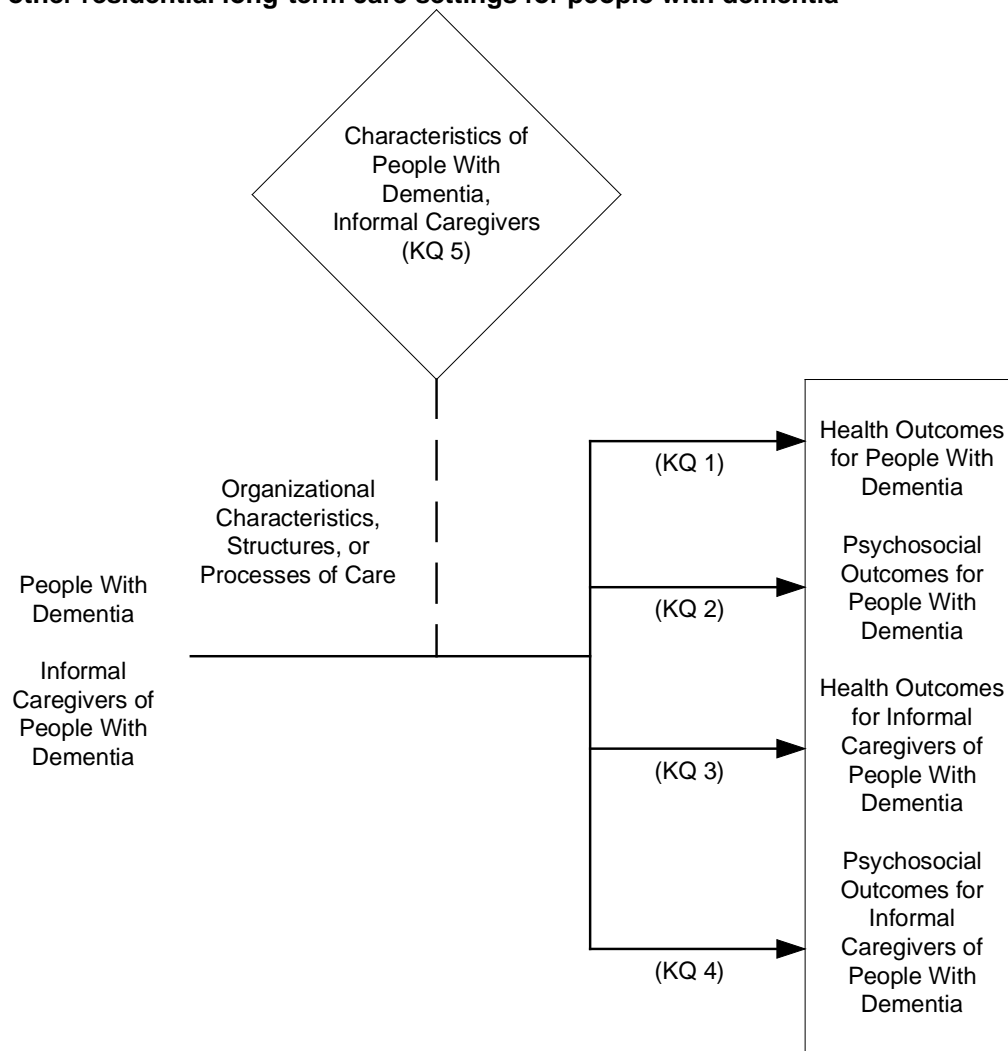 other residential long-term care settings for people with dementia
Characteristics of
People With
Dementia,
Informal Caregivers
(KQ 5)
Organizational
Characteristics,
Structures, or
Processes of Care
People With
Dementia
Informal
Caregivers of
People With
Dementia
(KQ 1)
(KQ 2)
(KQ 3)
(KQ 4)
Health Outcomes
for People With
Dementia
Psychosocial
Outcomes for
People With
Dementia
Health Outcomes
for Informal
Caregivers of
People With
Dementia
Psychosocial
Outcomes for
Informal
Caregivers of
People With
Dementia